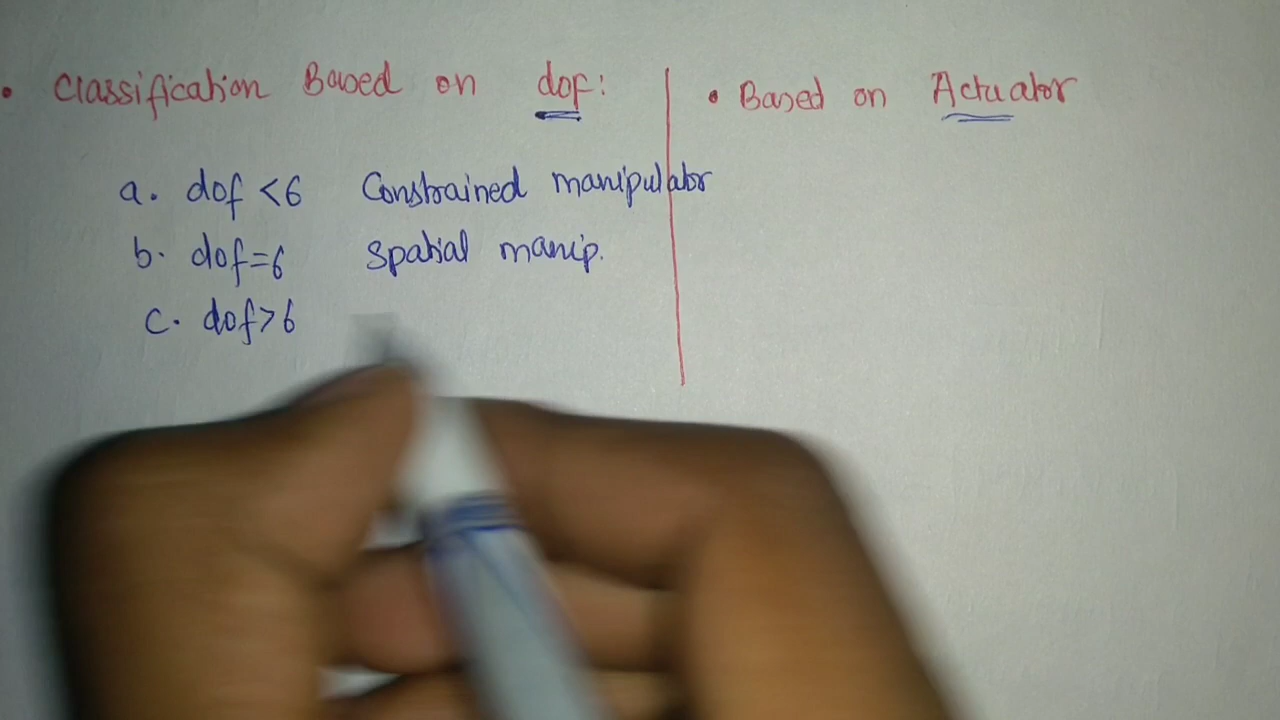 • Classification Based on dof:
a. dof <6 Constrained manipulator
b. dof=6 spatial manip.
c. dof>6
• Based on Actuator